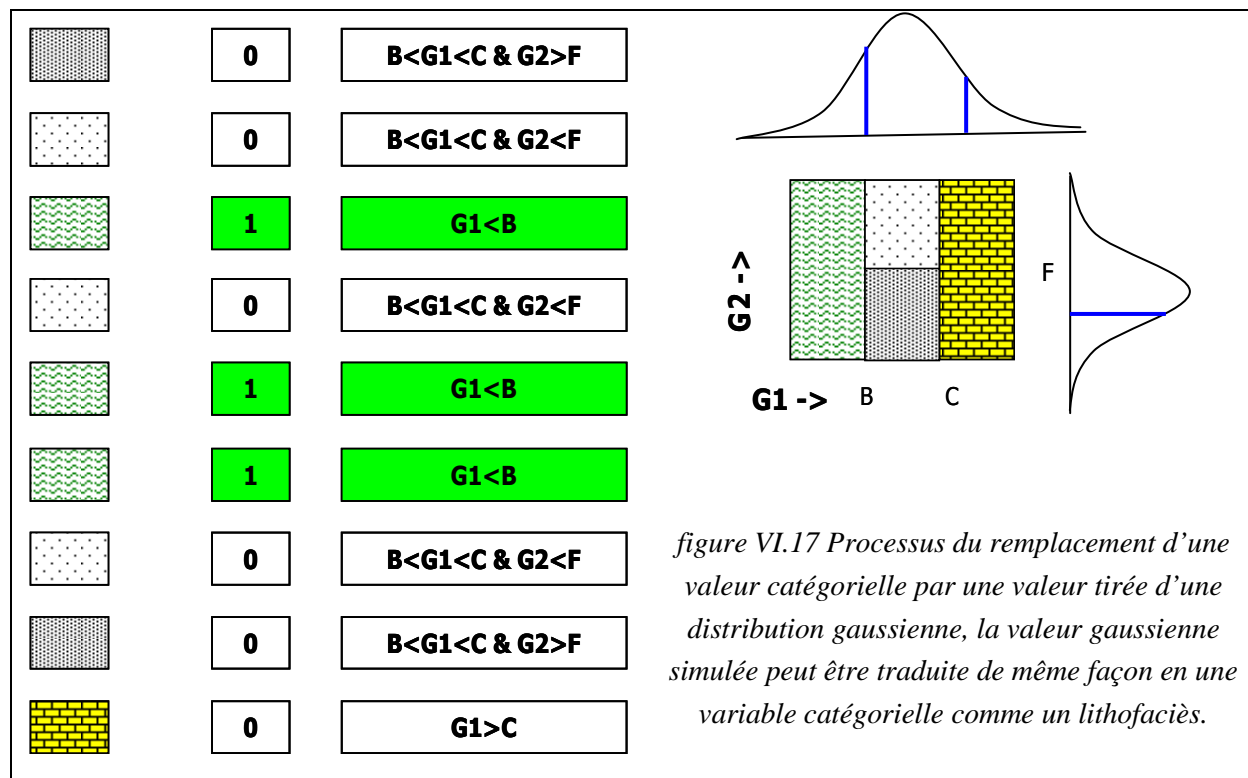 0 B<G1<C & G2>F
0 B<G1<C & G2<F
1 G1<B
0 B<G1<C & G2<F
1 G1<B
1 G1<B
0 B<G1<C & G2<F
0 B<G1<C & G2>F
0 G1>C
G2 ->
F
G1 -> B C
figure VI.17 Processus du remplacement d’une
valeur catégorielle par une valeur tirée d’une
distribution gaussienne, la valeur gaussienne
simulée peut être traduite de même façon en une
variable catégorielle comme un lithofaciès.